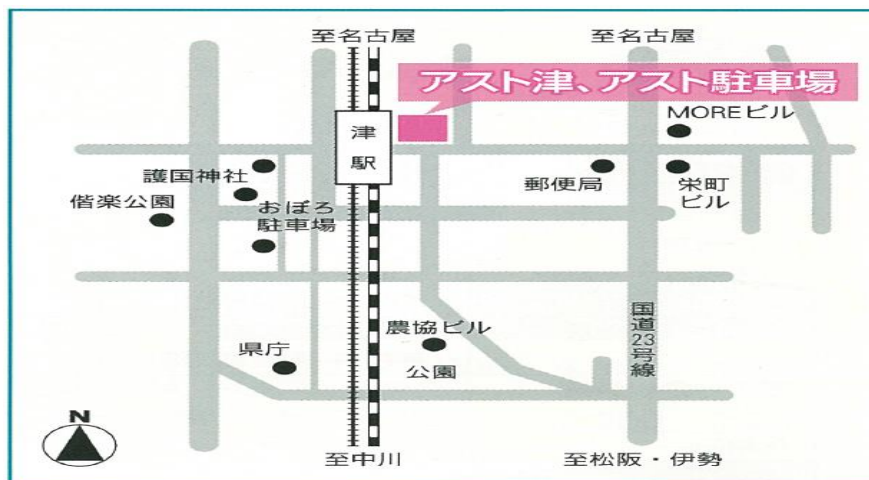 至名古屋
至名古屋
アスト津、アスト駐車場
MOREビル
津駅
護国神社
郵便局
栄町
ビル
偕楽公園
おぼろ
駐車場
国道23号線
農協ビル
県庁
公園
N
至中川
至松阪・伊勢